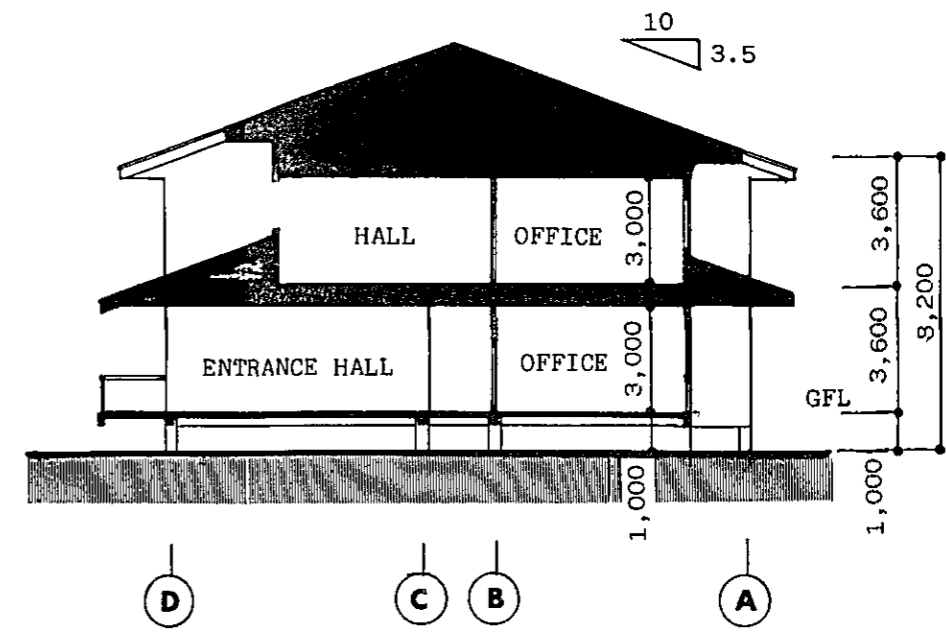 10
3.5
HALL
OFFICE
3,000
3,600
8,200
ENTRANCE HALL
OFFICE
3,000
3,600
GFL
1,000
1,000
D
C
B
A